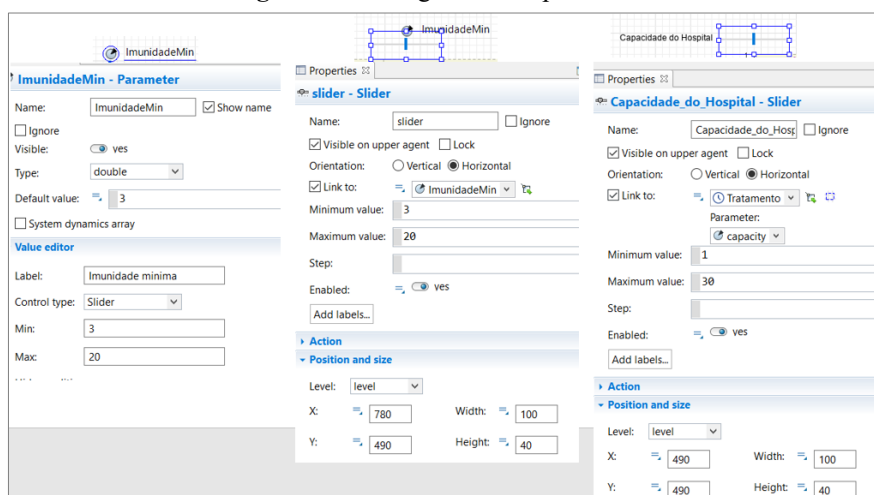 ImunidadeMin
ImunidadeMin - Parameter
Name: ImunidadeMin Show name
Ignore
Visible: yes
Type: double
Default value: 3
System dynamics array
Value editor
Label: Imunidade minima
Control type: Slider
Min: 3
Max: 20
ImunidadeMin
Properties
slider - Slider
Name: slider Ignore
Visible on upper agent Lock
Orientation: Vertical Horizontal
Link to: ImunidadeMin
Minimum value: 3
Maximum value: 20
Step:
Enabled: yes
Add labels...
Action
Position and size
Level: level
X: 780 Width: 100
Y: 490 Height: 40
Capacidade do Hospital
Properties
Capacidade_do_Hospital - Slider
Name: Capacidade_do_Hosp Ignore
Visible on upper agent Lock
Orientation: Vertical Horizontal
Link to: Tratamento
Parameter:
capacity
Minimum value: 1
Maximum value: 30
Step:
Enabled: yes
Add labels...
Action
Position and size
Level: level
X: 490 Width: 100
Y: 490 Height: 40